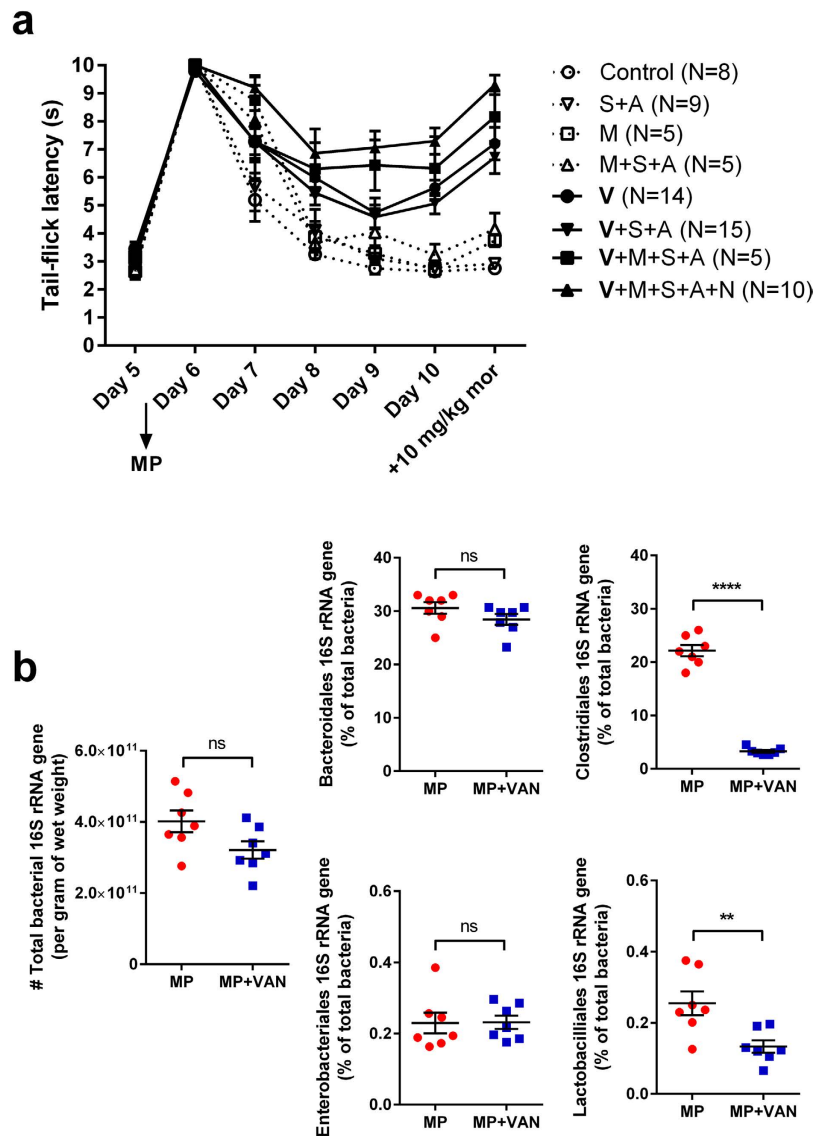 a
Tail-flick latency (s)
10
9
8
7
6
5
4
3
2
1
0
Day 5
Day 6
Day 7
Day 8
Day 9
Day 10
+10 mg/kg mor
MP
Control (N=8)
S+A (N=9)
M (N=5)
M+S+A (N=5)
V (N=14)
V+S+A (N=15)
V+M+S+A (N=5)
V+M+S+A+N (N=10)
b
# Total bacterial 16S rRNA gene
(per gram of wet weight)
6.0×10¹¹
4.0×10¹¹
2.0×10¹¹
ns
MP
MP+VAN
Bacteroidales 16S rRNA gene
(% of total bacteria)
40
30
20
10
0
ns
MP
MP+VAN
Clostridiales 16S rRNA gene
(% of total bacteria)
40
30
20
10
0
****
MP
MP+VAN
Enterobacteriales 16S rRNA gene
(% of total bacteria)
0.6
0.4
0.2
0.0
ns
MP
MP+VAN
Lactobacilliales 16S rRNA gene
(% of total bacteria)
0.6
0.4
0.2
0.0
**
MP
MP+VAN